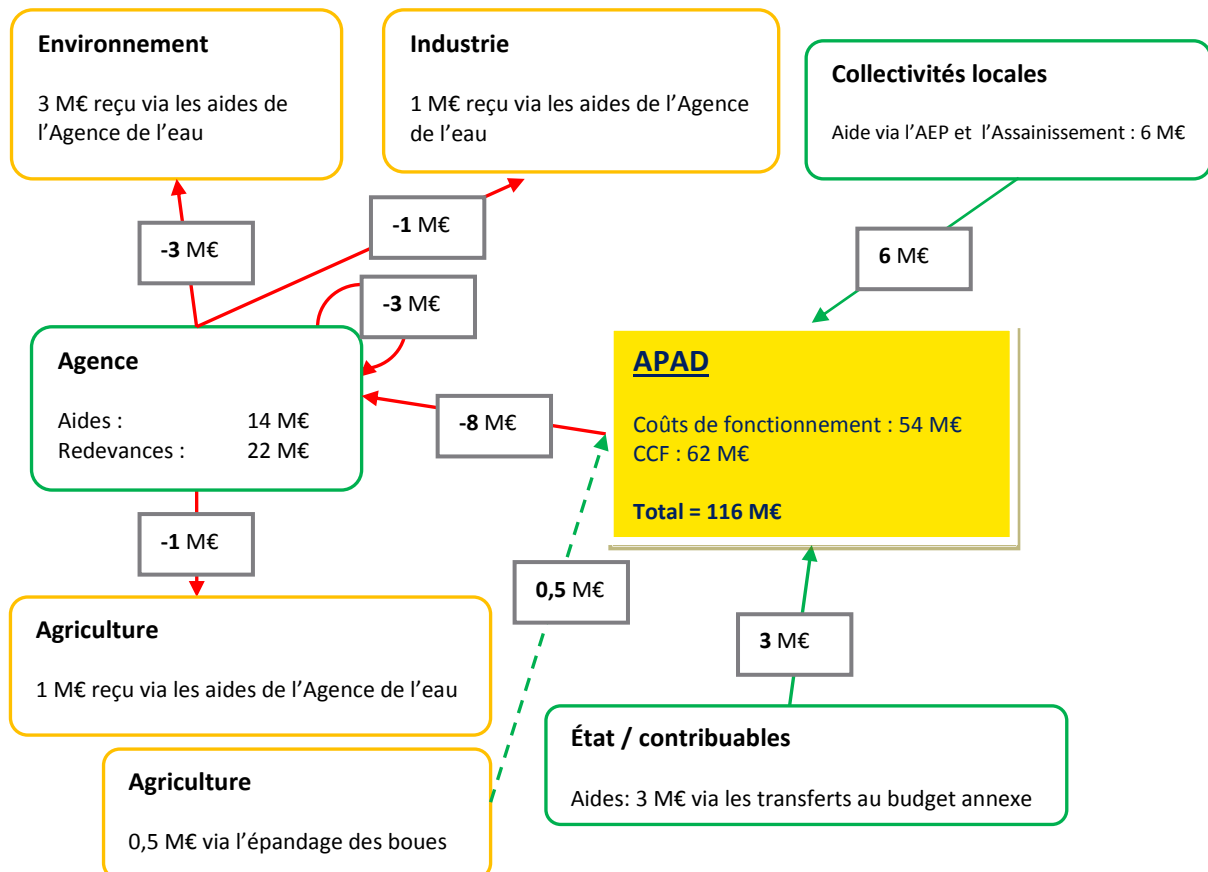 Environnement
3 M€ reçu via les aides de
l’Agence de l’eau
Industrie
1 M€ reçu via les aides de l’Agence
de l’eau
Collectivités locales
Aide via l’AEP et l’Assainissement : 6 M€
-3 M€
-1 M€
6 M€
-3 M€
Agence
Aides : 14 M€
Redevances : 22 M€
-8 M€
APAD
Coûts de fonctionnement : 54 M€
CCF : 62 M€
Total = 116 M€
-1 M€
0,5 M€
3 M€
Agriculture
1 M€ reçu via les aides de l’Agence de l’eau
État / contribuables
Aides: 3 M€ via les transferts au budget annexe
Agriculture
0,5 M€ via l’épandage des boues